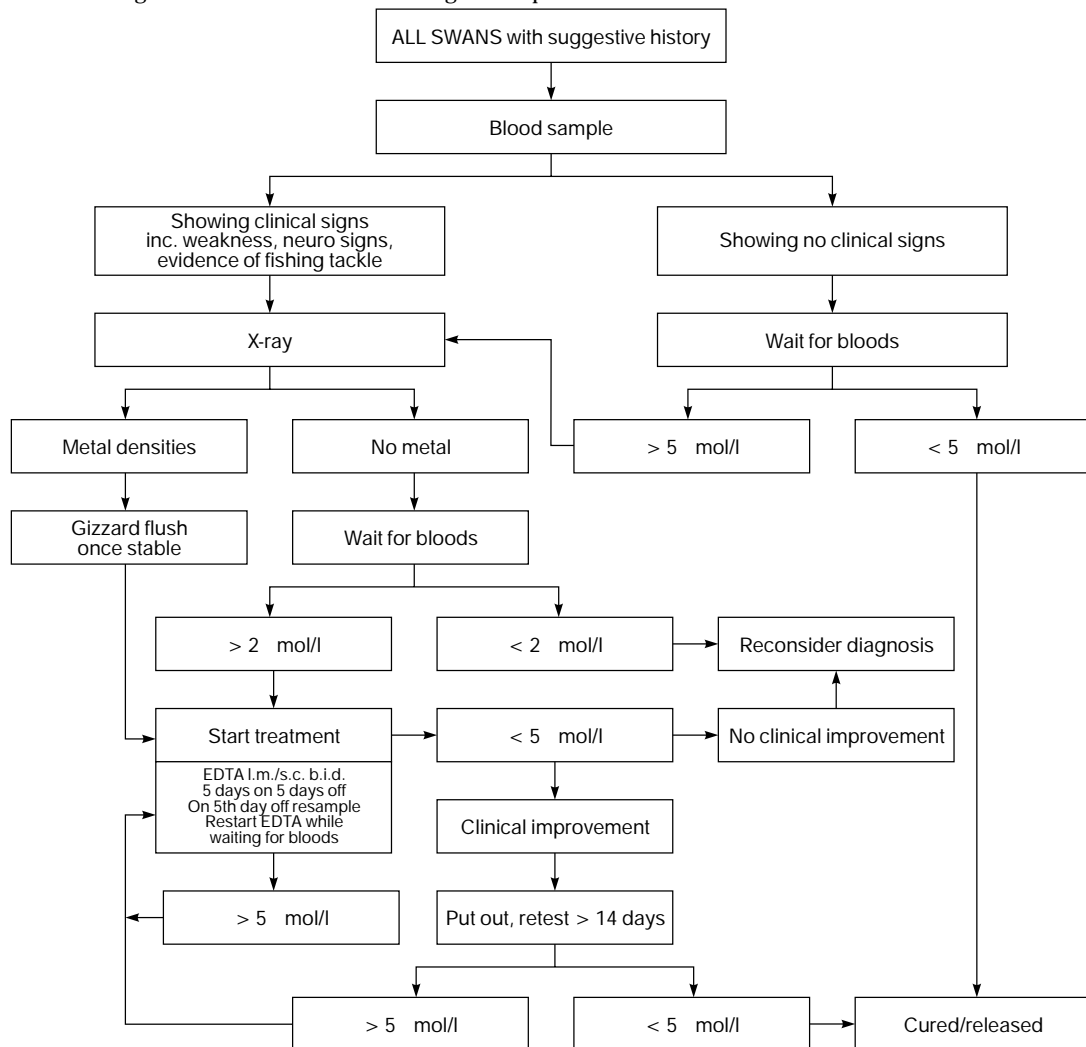 ALL SWANS with suggestive history
Blood sample
Showing clinical signs
inc. weakness, neuro signs,
evidence of fishing tackle
Showing no clinical signs
X-ray
Wait for bloods
Metal densities
No metal
> 5 mol/l
< 5 mol/l
Gizzard flush
once stable
Wait for bloods
> 2 mol/l
< 2 mol/l
Reconsider diagnosis
Start treatment
< 5 mol/l
No clinical improvement
EDTA I.m./s.c. b.i.d.
5 days on 5 days off
On 5th day off resample
Restart EDTA while
waiting for bloods
Clinical improvement
> 5 mol/l
Put out, retest > 14 days
> 5 mol/l
< 5 mol/l
Cured/released